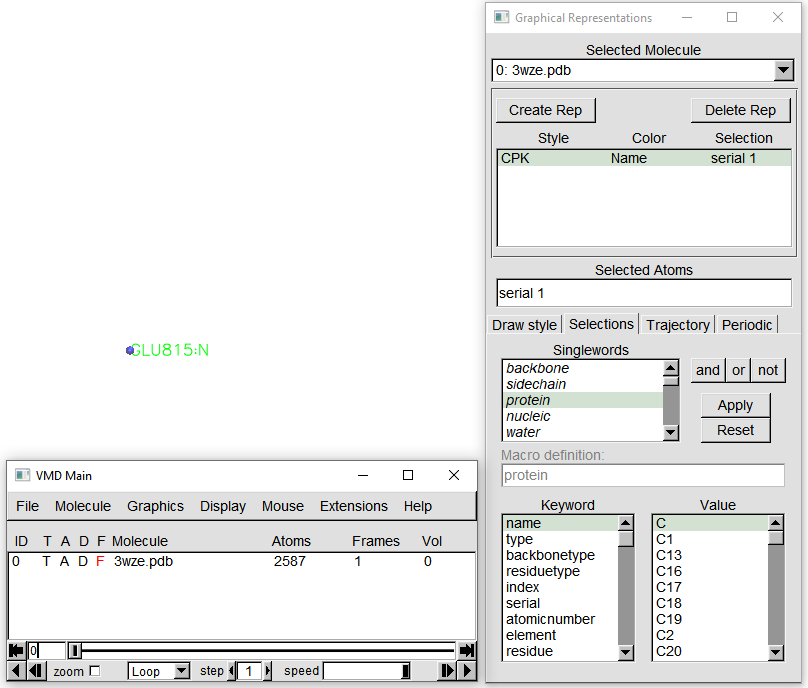 Graphical Representations
Selected Molecule
0: 3wze.pdb
Create Rep Delete Rep
Style Color Selection
CPK Name serial 1
Selected Atoms
serial 1
Draw style Selections Trajectory Periodic
Singlewords
backbone
sidechain
protein
nucleic
water
and or not
Apply
Reset
Macro definition:
protein
Keyword
name
type
backbonetype
residuetype
index
serial
atomicnumber
element
residue
Value
C
C1
C13
C16
C17
C18
C19
C2
C20
GLU815:N
VMD Main
File Molecule Graphics Display Mouse Extensions Help
ID T A D F Molecule Atoms Frames Vol
0 T A D F 3wze.pdb 2587 1 0
0
zoom Loop step 1 speed